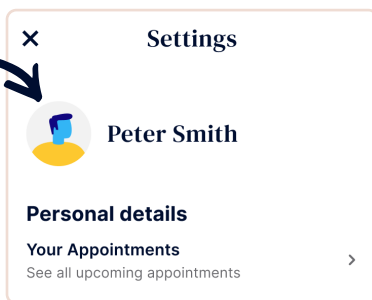 Settings
Peter Smith
Personal details
Your Appointments
See all upcoming appointments